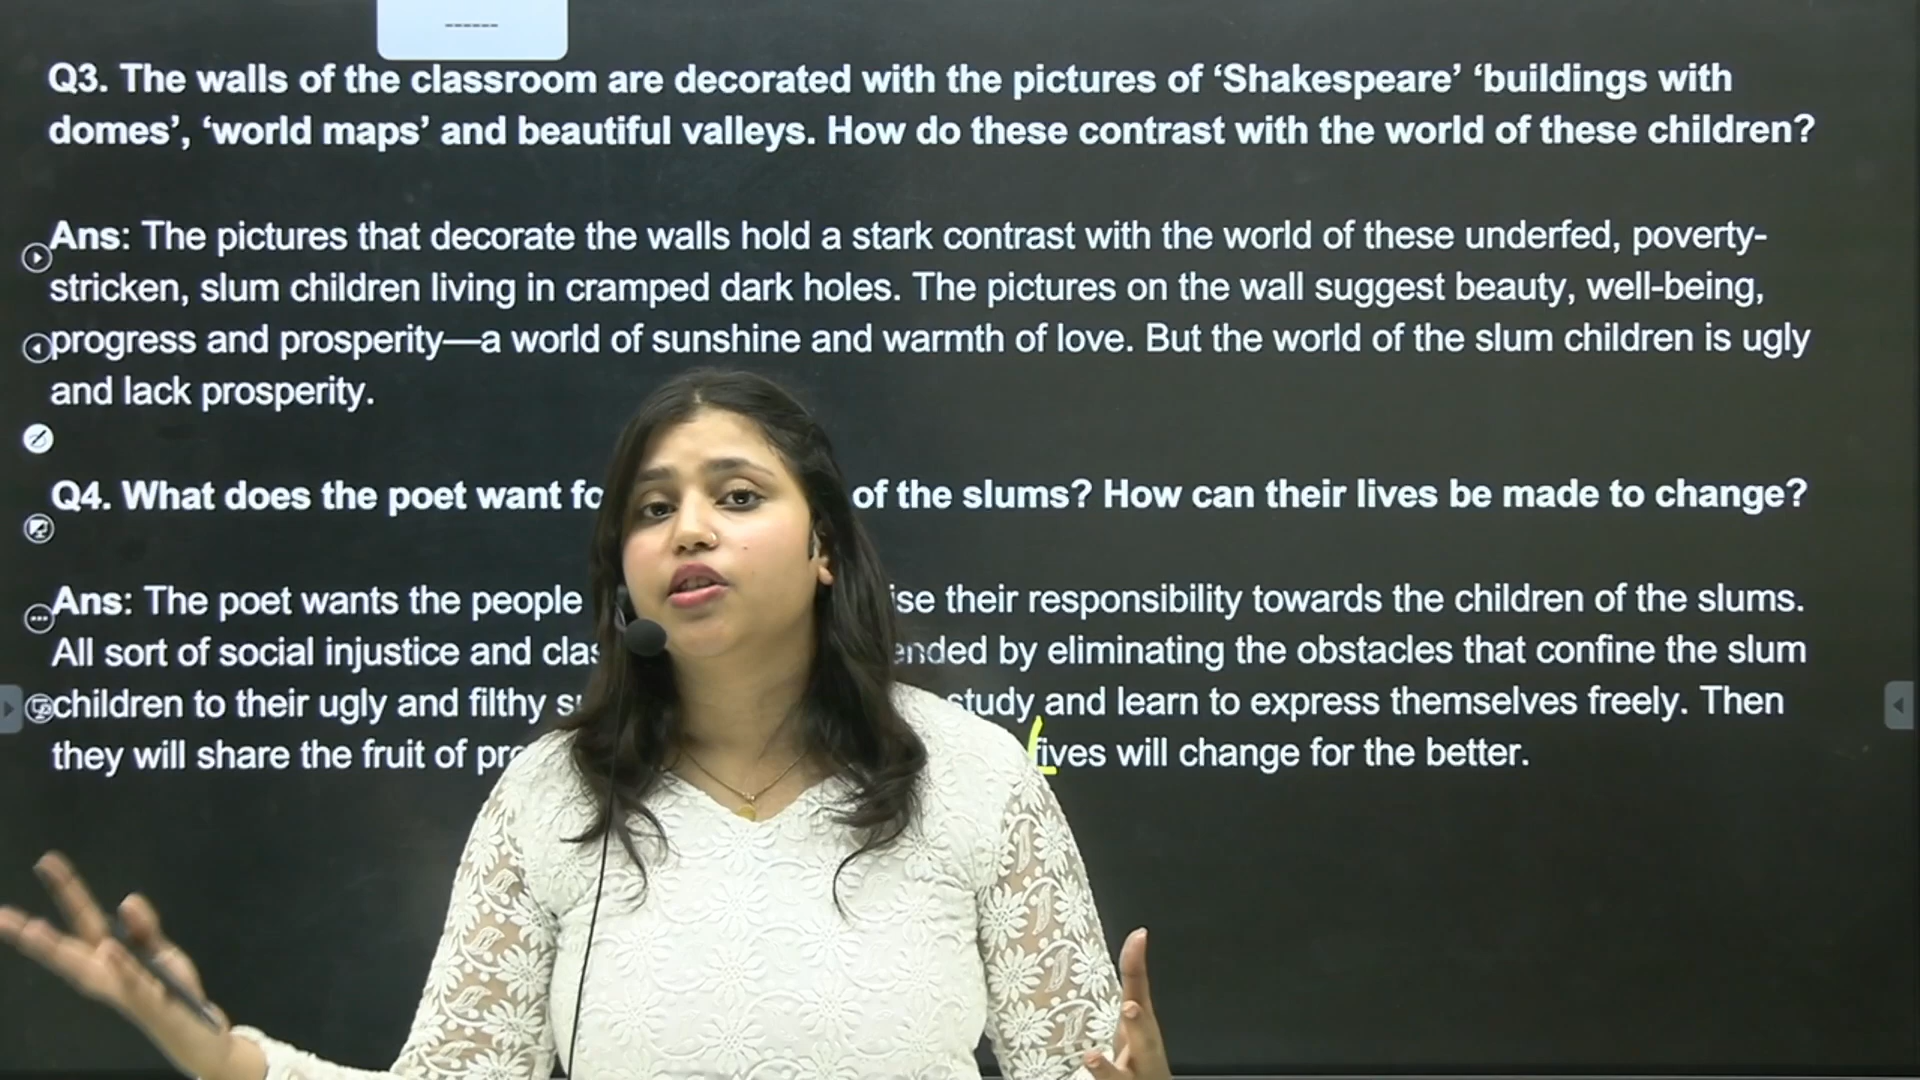 ------
Q3. The walls of the classroom are decorated with the pictures of ‘Shakespeare’ ‘buildings with
domes’, ‘world maps’ and beautiful valleys. How do these contrast with the world of these children?
Ans: The pictures that decorate the walls hold a stark contrast with the world of these underfed, poverty-
stricken, slum children living in cramped dark holes. The pictures on the wall suggest beauty, well-being,
progress and prosperity—a world of sunshine and warmth of love. But the world of the slum children is ugly
and lack prosperity.
Q4. What does the poet want of the slums? How can their lives be made to change?
Ans: The poet wants the people their responsibility towards the children of the slums.
All sort of social injustice and by eliminating the obstacles that confine the slum
children to their ugly and filthy study and learn to express themselves freely. Then
they will share the fruit of will change for the better.